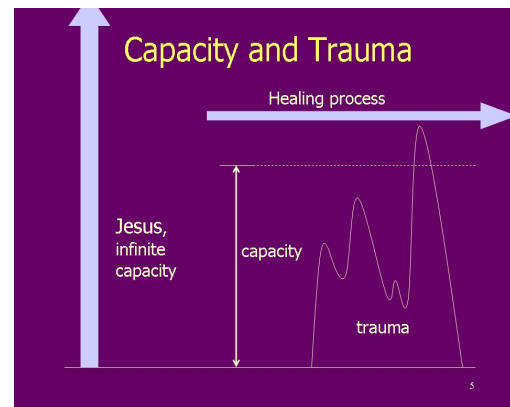 Capacity and Trauma
Healing process
Jesus,
infinite
capacity
capacity
trauma
5